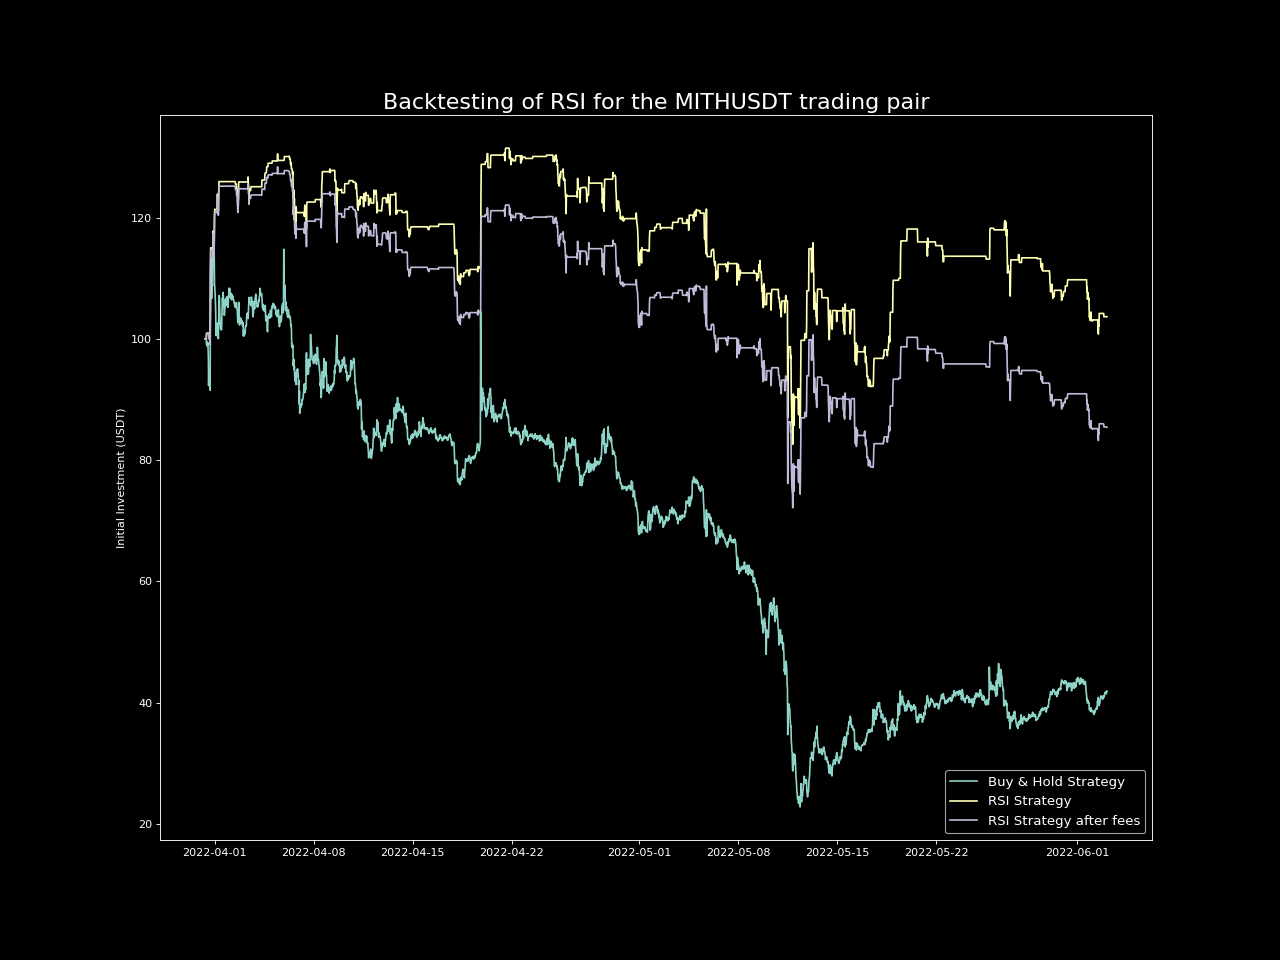 Backtesting of RSI for the MITHUSDT trading pair
Initial Investment (USDT)
120
100
80
60
40
20
2022-04-01 2022-04-08 2022-04-15 2022-04-22 2022-05-01 2022-05-08 2022-05-15 2022-05-22 2022-06-01
Buy & Hold Strategy
RSI Strategy
RSI Strategy after fees